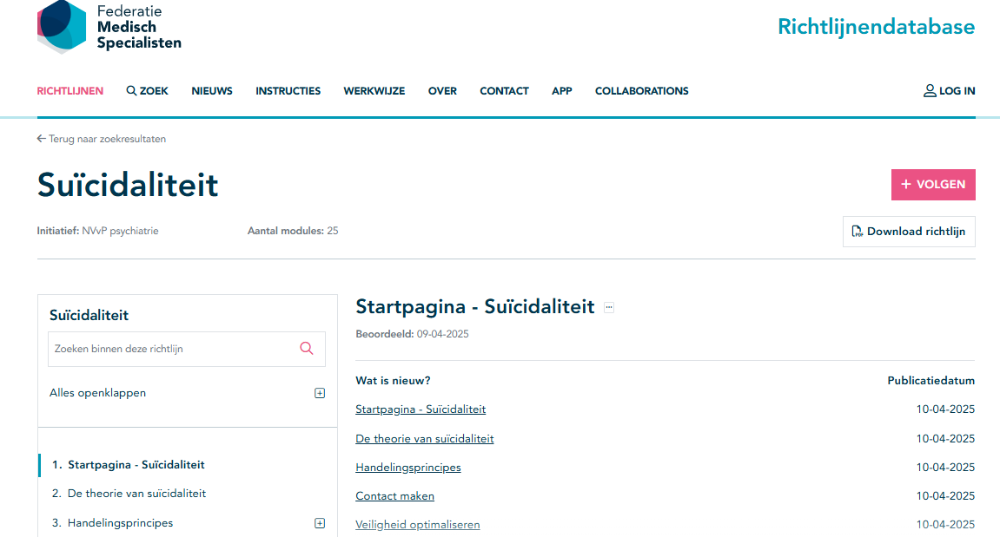 Federatie
Medisch
Specialisten
Richtlijnendatabase
RICHTLIJNEN ZOEK NIEUWS INSTRUCTIES WERKWIJZE OVER CONTACT APP COLLABORATIONS LOG IN
Terug naar zoekresultaten
Suïcidaliteit
+ VOLGEN
Initiatief: NVvP psychiatrie Aantal modules: 25
PDF Download richtlijn
Suïcidaliteit
Zoeken binnen deze richtlijn
Alles openklappen
1. Startpagina - Suïcidaliteit
2. De theorie van suïcidaliteit
3. Handelingsprincipes
Startpagina - Suïcidaliteit ...
Beoordeeld: 09-04-2025
Wat is nieuw? Publicatiedatum
Startpagina - Suïcidaliteit 10-04-2025
De theorie van suïcidaliteit 10-04-2025
Handelingsprincipes 10-04-2025
Contact maken 10-04-2025
Veiligheid optimaliseren 10-04-2025